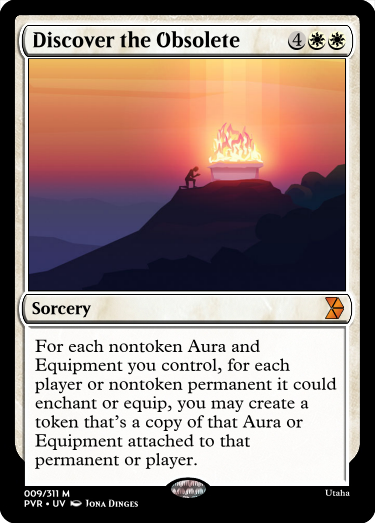 Discover the Obsolete 4
Sorcery
For each nontoken Aura and
Equipment you control, for each
player or nontoken permanent it could
enchant or equip, you may create a
token that's a copy of that Aura or
Equipment attached to that
permanent or player.
009/311 M
Utaha
PVR • UV Jona Dinges